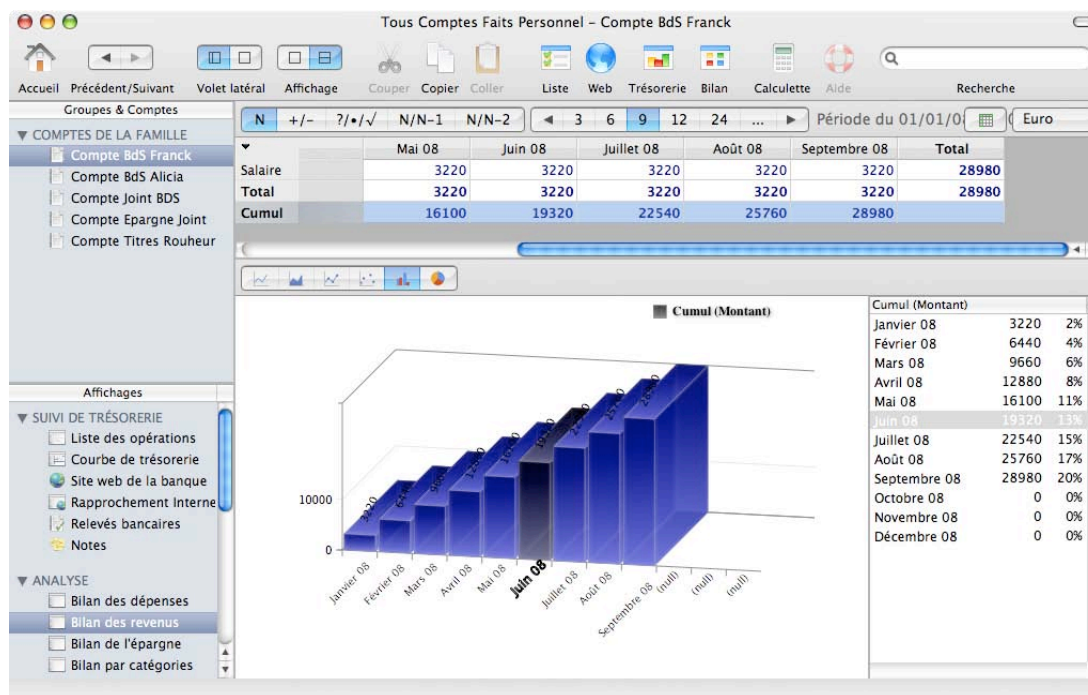 Tous Comptes Faits Personnel – Compte BdS Franck
Accueil Précédent/Suivant Volet latéral Affichage Couper Copier Coller Liste Web Trésorerie Bilan Calculette Aide Recherche
Groupes & Comptes
COMPTES DE LA FAMILLE
Compte BdS Franck
Compte BdS Alicia
Compte Joint BDS
Compte Epargne Joint
Compte Titres Rouheur
N +/- ?/•/√ N/N-1 N/N-2 3 6 9 12 24 ... Période du 01/01/0 Euro
Mai 08 Juin 08 Juillet 08 Août 08 Septembre 08 Total
Salaire 3220 3220 3220 3220 3220 28980
Total 3220 3220 3220 3220 3220 28980
Cumul 16100 19320 22540 25760 28980
Affichages
SUIVI DE TRÉSORERIE
Liste des opérations
Courbe de trésorerie
Site web de la banque
Rapprochement Interne
Relevés bancaires
Notes
ANALYSE
Bilan des dépenses
Bilan des revenus
Bilan de l'épargne
Bilan par catégories
Cumul (Montant)
10000
0
3220 6440 9660 12880 16100 19320 22540 25760 28980
Janvier 08 Février 08 Mars 08 Avril 08 Mai 08 Juin 08 Juillet 08 Août 08 Septembre 08 (null) (null) (null)
Cumul (Montant)
Janvier 08 3220 2%
Février 08 6440 4%
Mars 08 9660 6%
Avril 08 12880 8%
Mai 08 16100 11%
Juin 08 19320 13%
Juillet 08 22540 15%
Août 08 25760 17%
Septembre 08 28980 20%
Octobre 08 0 0%
Novembre 08 0 0%
Décembre 08 0 0%